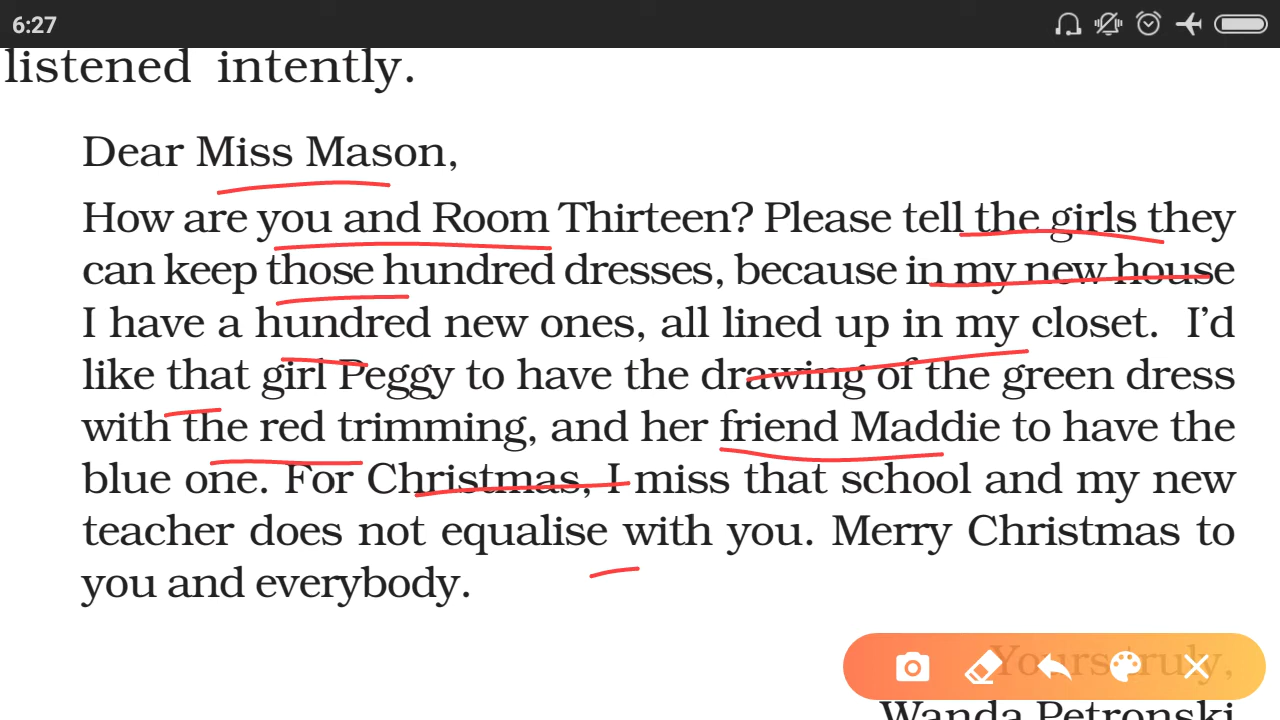 6:27
listened intently.
Dear Miss Mason,
How are you and Room Thirteen? Please tell the girls they
can keep those hundred dresses, because in my new house
I have a hundred new ones, all lined up in my closet. I’d
like that girl Peggy to have the drawing of the green dress
with the red trimming, and her friend Maddie to have the
blue one. For Christmas, I miss that school and my new
teacher does not equalise with you. Merry Christmas to
you and everybody.
Yours truly,
Wanda Petronski